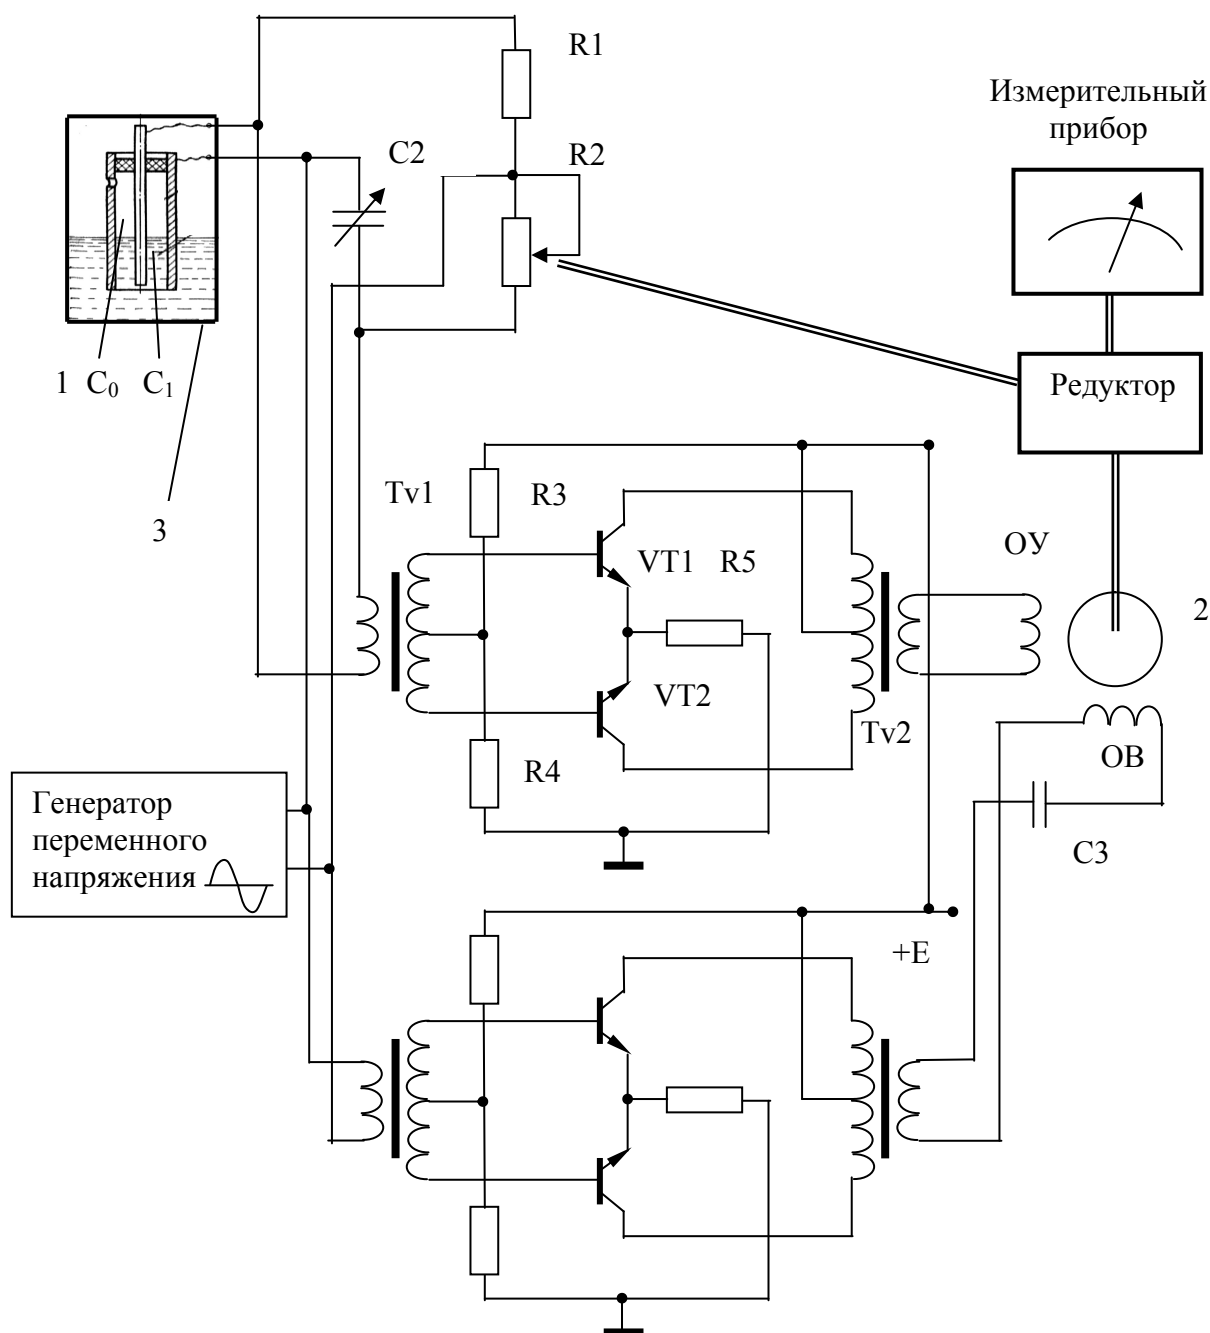 R1
Измерительный
прибор
C2
R2
1 C₀ C₁
Редуктор
3
Tv1
R3
VT1 R5
ОУ
2
VT2
Tv2
ОВ
R4
Генератор
переменного
напряжения
C3
+E